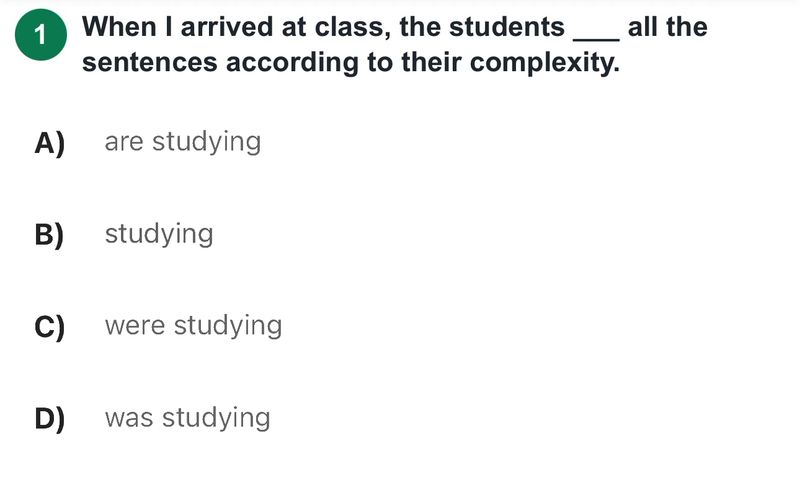 1 When I arrived at class, the students ___ all the
sentences according to their complexity.
A) are studying
B) studying
C) were studying
D) was studying